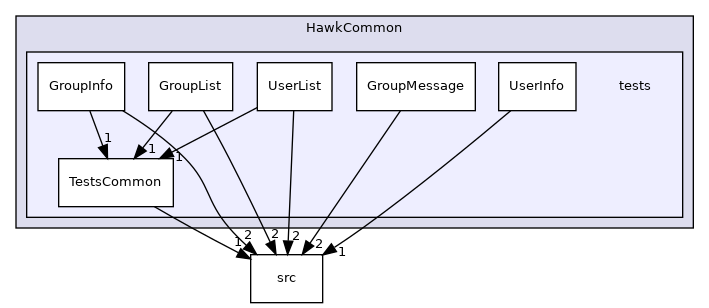 HawkCommon
GroupInfo
GroupList
UserList
GroupMessage
UserInfo
tests
1
1
1
TestsCommon
1
2
2
2
2
1
src